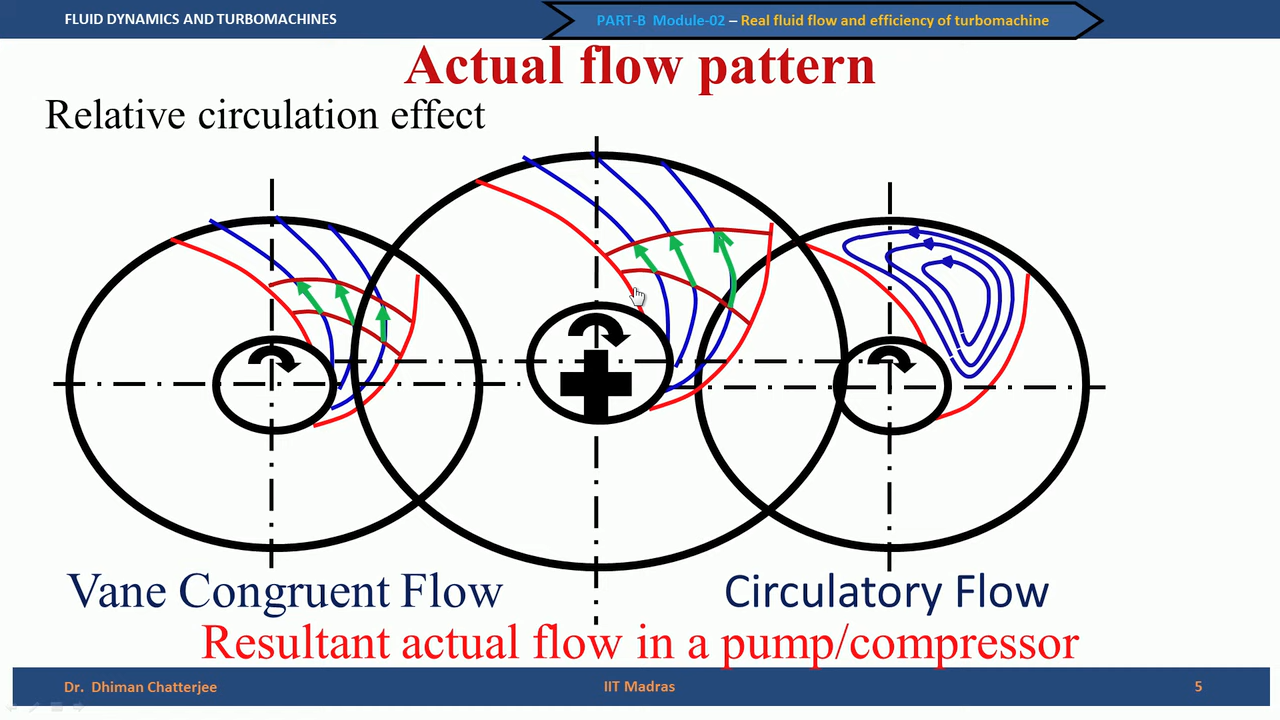 FLUID DYNAMICS AND TURBOMACHINES
PART-B Module-02 – Real fluid flow and efficiency of turbomachine
Actual flow pattern
Relative circulation effect
Vane Congruent Flow
Circulatory Flow
Resultant actual flow in a pump/compressor
Dr. Dhiman Chatterjee
IIT Madras
5